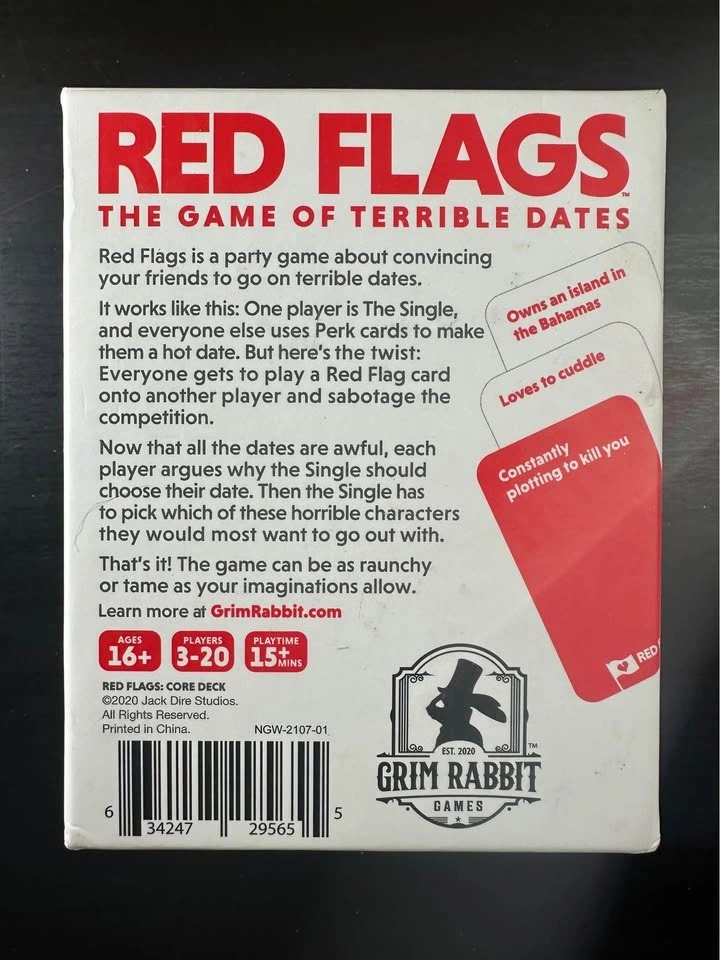 RED FLAGS™
THE GAME OF TERRIBLE DATES
Red Flags is a party game about convincing
your friends to go on terrible dates.
It works like this: One player is The Single,
and everyone else uses Perk cards to make
them a hot date. But here's the twist:
Everyone gets to play a Red Flag card
onto another player and sabotage the
competition.
Now that all the dates are awful, each
player argues why the Single should
choose their date. Then the Single has
to pick which of these horrible characters
they would most want to go out with.
That's it! The game can be as raunchy
or tame as your imaginations allow.
Learn more at GrimRabbit.com
Owns an island in
the Bahamas
Loves to cuddle
Constantly
plotting to kill you
RED F
AGES
16+
PLAYERS
3-20
PLAYTIME
15+ MINS
RED FLAGS: CORE DECK
©2020 Jack Dire Studios.
All Rights Reserved.
Printed in China. NGW-2107-01
6 34247 29565 5
EST. 2020
GRIM RABBIT™
GAMES